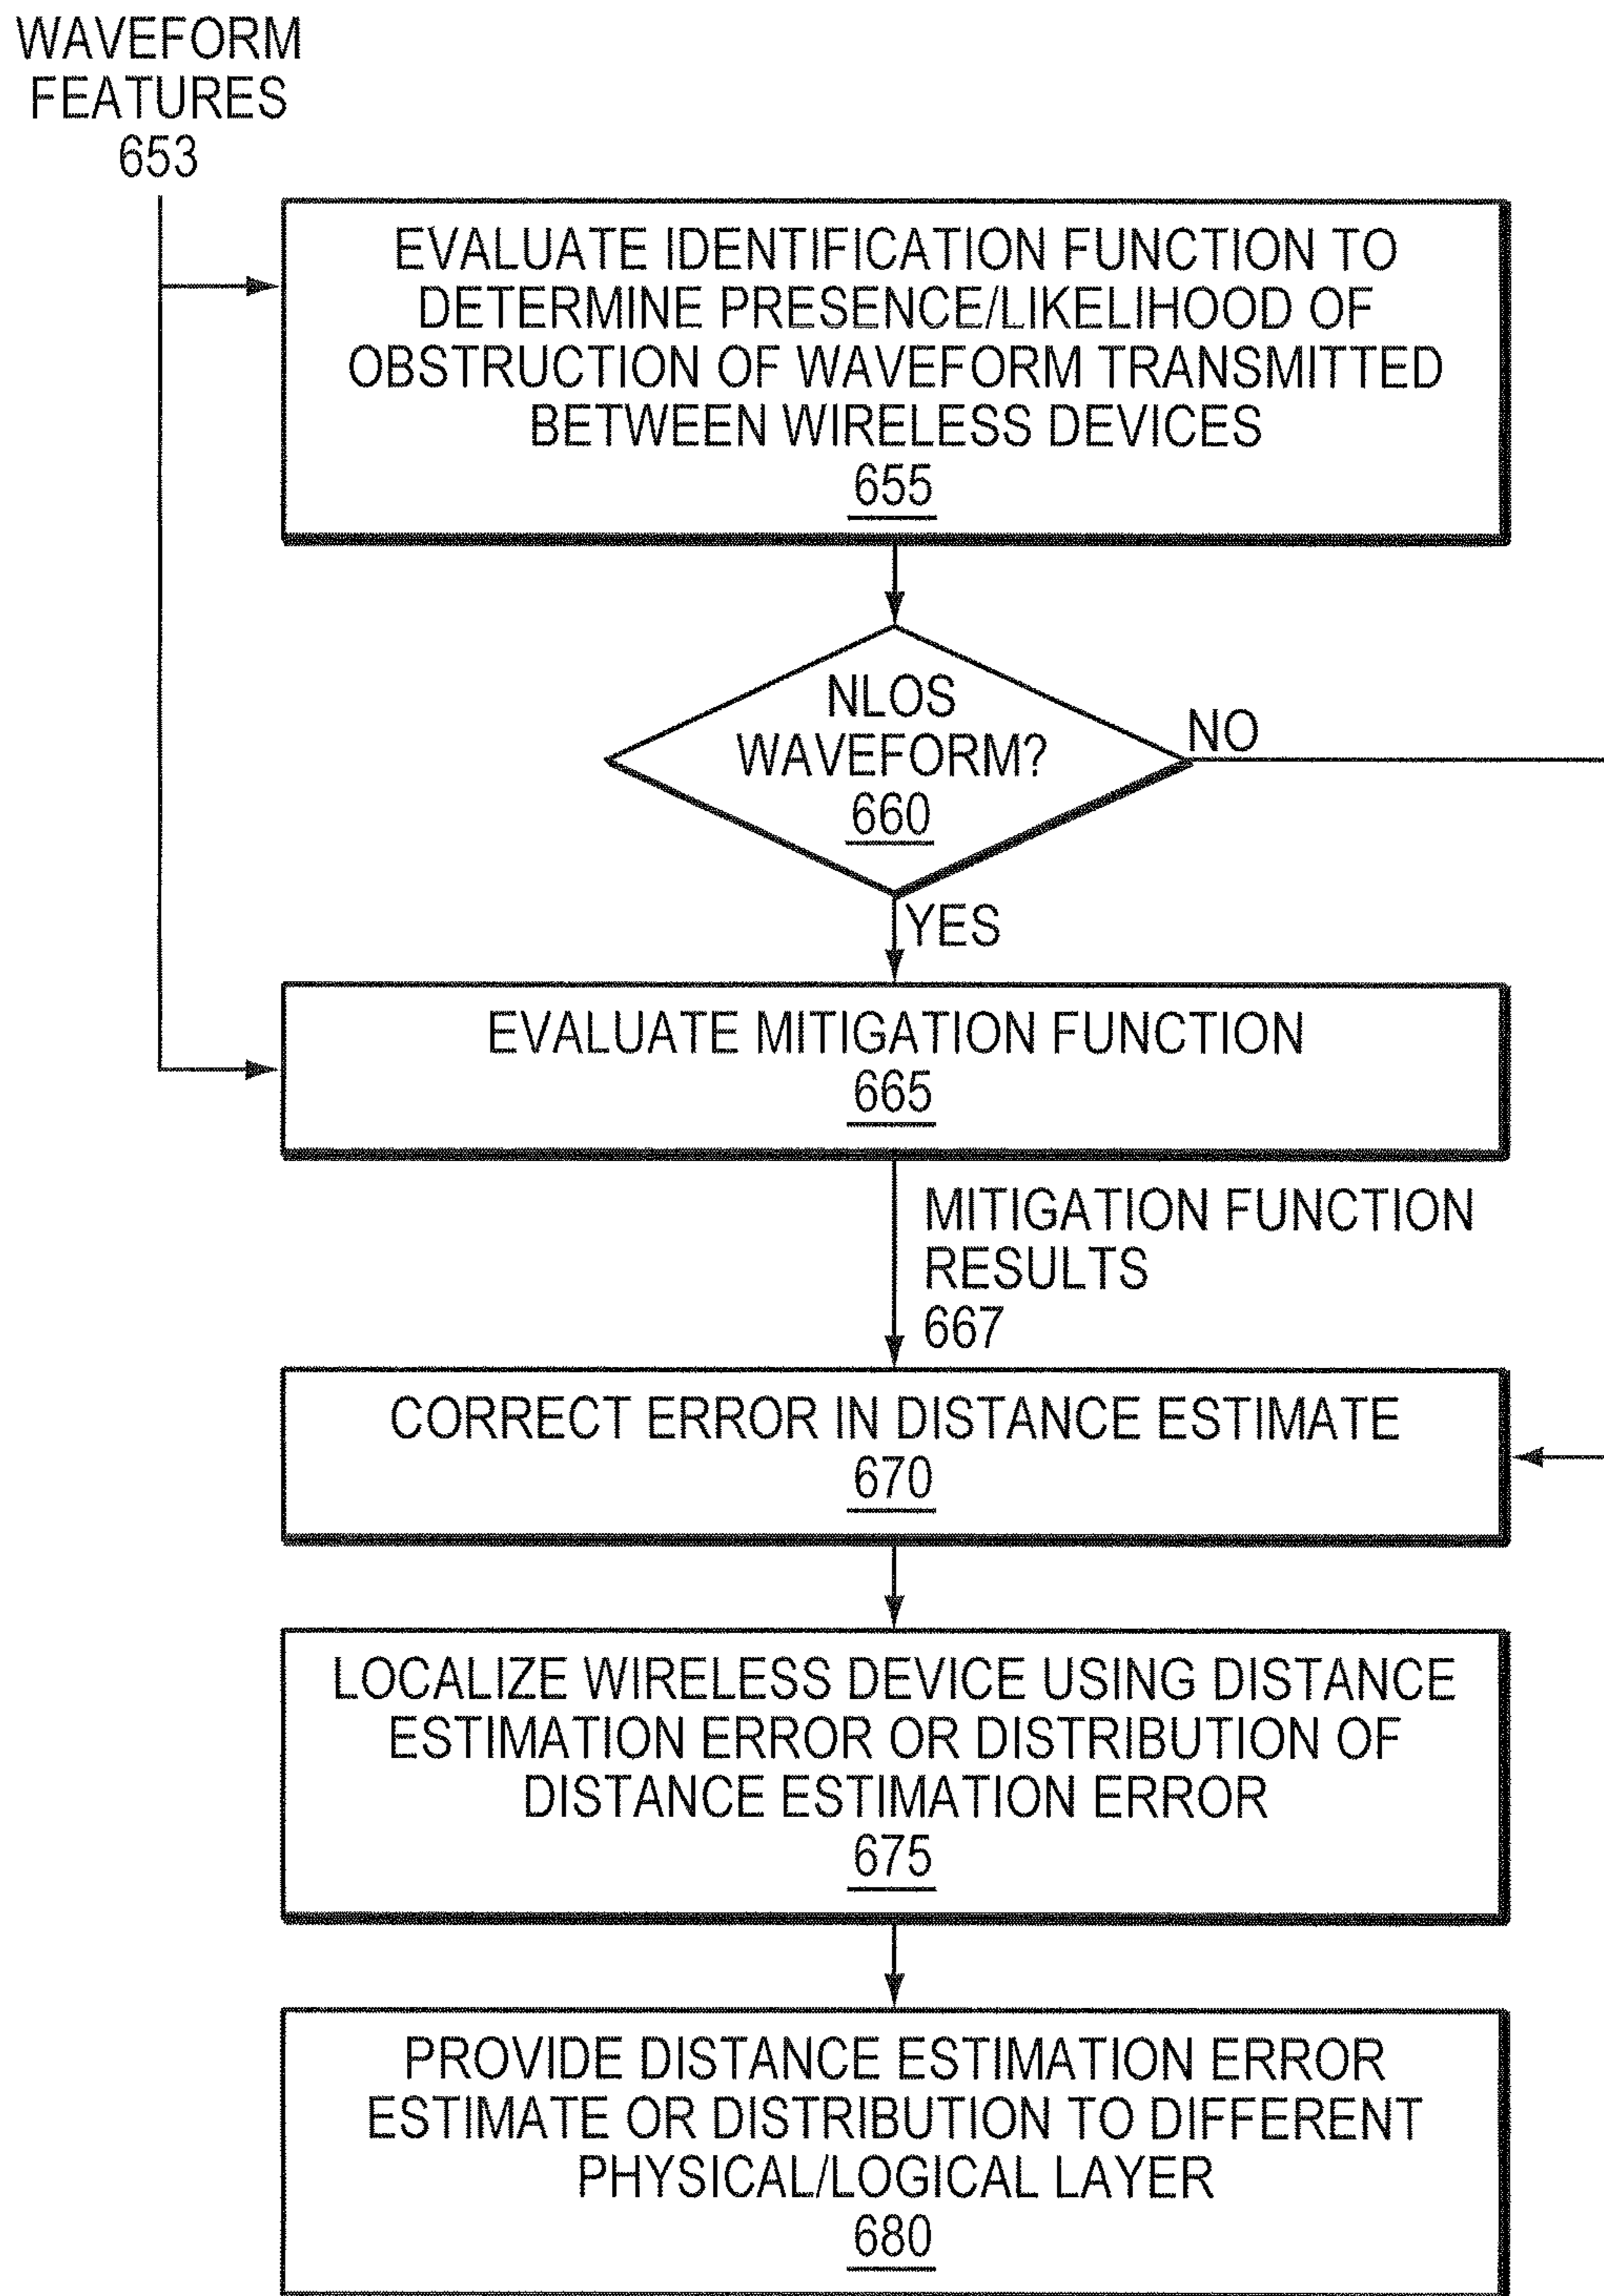 WAVEFORM
FEATURES
653
EVALUATE IDENTIFICATION FUNCTION TO
DETERMINE PRESENCE/LIKELIHOOD OF
OBSTRUCTION OF WAVEFORM TRANSMITTED
BETWEEN WIRELESS DEVICES
655
NLOS
WAVEFORM?
660
NO
YES
EVALUATE MITIGATION FUNCTION
665
MITIGATION FUNCTION
RESULTS
667
CORRECT ERROR IN DISTANCE ESTIMATE
670
LOCALIZE WIRELESS DEVICE USING DISTANCE
ESTIMATION ERROR OR DISTRIBUTION OF
DISTANCE ESTIMATION ERROR
675
PROVIDE DISTANCE ESTIMATION ERROR
ESTIMATE OR DISTRIBUTION TO DIFFERENT
PHYSICAL/LOGICAL LAYER
680